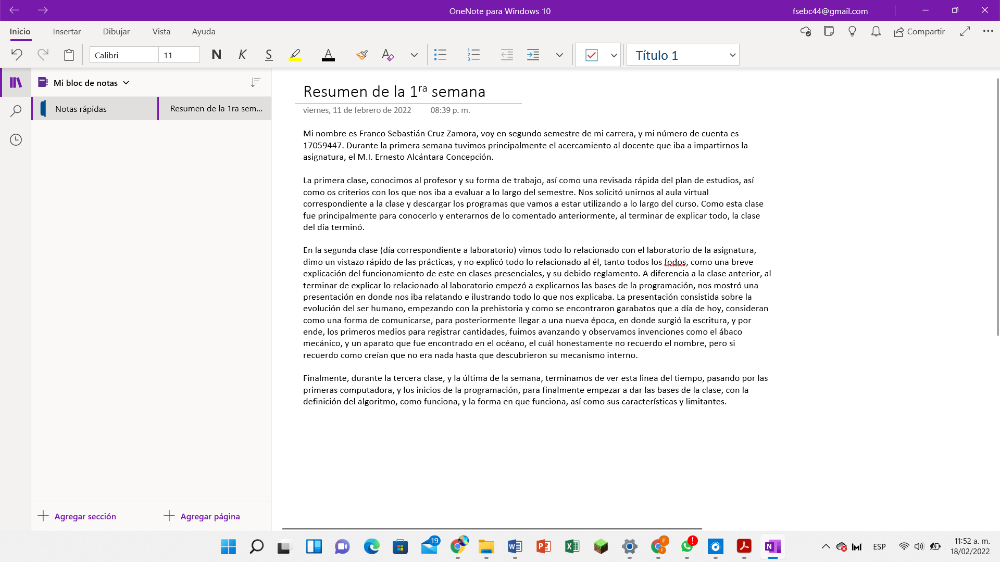 OneNote para Windows 10
fsebc44@gmail.com
Inicio
Insertar
Dibujar
Vista
Ayuda
Compartir
Calibri
11
N
K
S
A
A
Título 1
Mi bloc de notas
Notas rápidas
Resumen de la 1ra sem...
Resumen de la 1ra semana
viernes, 11 de febrero de 2022 08:39 p. m.
Mi nombre es Franco Sebastián Cruz Zamora, voy en segundo semestre de mi carrera, y mi número de cuenta es
17059447. Durante la primera semana tuvimos principalmente el acercamiento al docente que iba a impartirnos la
asignatura, el M.I. Ernesto Alcántara Concepción.
La primera clase, conocimos al profesor y su forma de trabajo, así como una revisada rápida del plan de estudios, así
como os criterios con los que nos iba a evaluar a lo largo del semestre. Nos solicitó unirnos al aula virtual
correspondiente a la clase y descargar los programas que vamos a estar utilizando a lo largo del curso. Como esta clase
fue principalmente para conocerlo y enterarnos de lo comentado anteriormente, al terminar de explicar todo, la clase
del día terminó.
En la segunda clase (día correspondiente a laboratorio) vimos todo lo relacionado con el laboratorio de la asignatura,
dimo un vistazo rápido de las prácticas, y no explicó todo lo relacionado al él, tanto todos los fodos, como una breve
explicación del funcionamiento de este en clases presenciales, y su debido reglamento. A diferencia a la clase anterior, al
terminar de explicar lo relacionado al laboratorio empezó a explicarnos las bases de la programación, nos mostró una
presentación en donde nos iba relatando e ilustrando todo lo que nos explicaba. La presentación consistida sobre la
evolución del ser humano, empezando con la prehistoria y como se encontraron garabatos que a día de hoy, consideran
como una forma de comunicarse, para posteriormente llegar a una nueva época, en donde surgió la escritura, y por
ende, los primeros medios para registrar cantidades, fuimos avanzando y observamos invenciones como el ábaco
mecánico, y un aparato que fue encontrado en el océano, el cuál honestamente no recuerdo el nombre, pero si
recuerdo como creían que no era nada hasta que descubrieron su mecanismo interno.
Finalmente, durante la tercera clase, y la última de la semana, terminamos de ver esta linea del tiempo, pasando por las
primeras computadora, y los inicios de la programación, para finalmente empezar a dar las bases de la clase, con la
definición del algoritmo, como funciona, y la forma en que funciona, así como sus características y limitantes.
Agregar sección
Agregar página
19
ESP
11:52 a. m.
18/02/2022